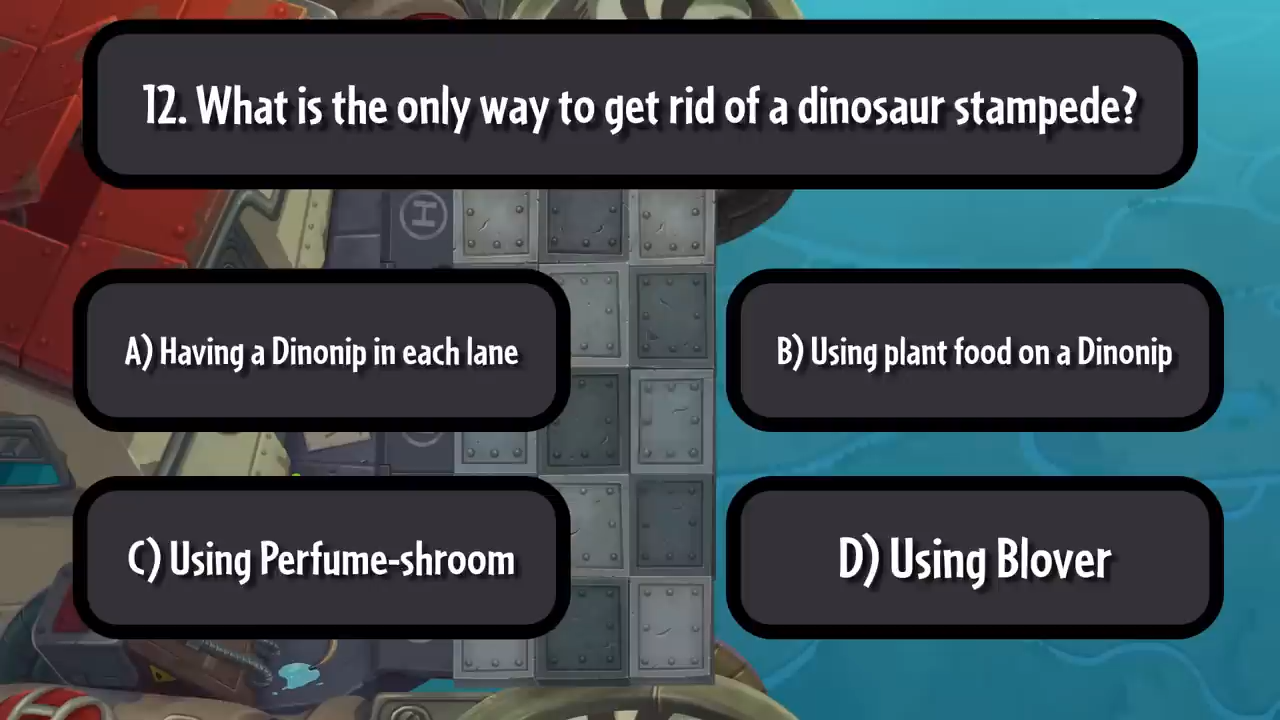 12. What is the only way to get rid of a dinosaur stampede?
A) Having a Dinonip in each lane
B) Using plant food on a Dinonip
C) Using Perfume-shroom
D) Using Blover